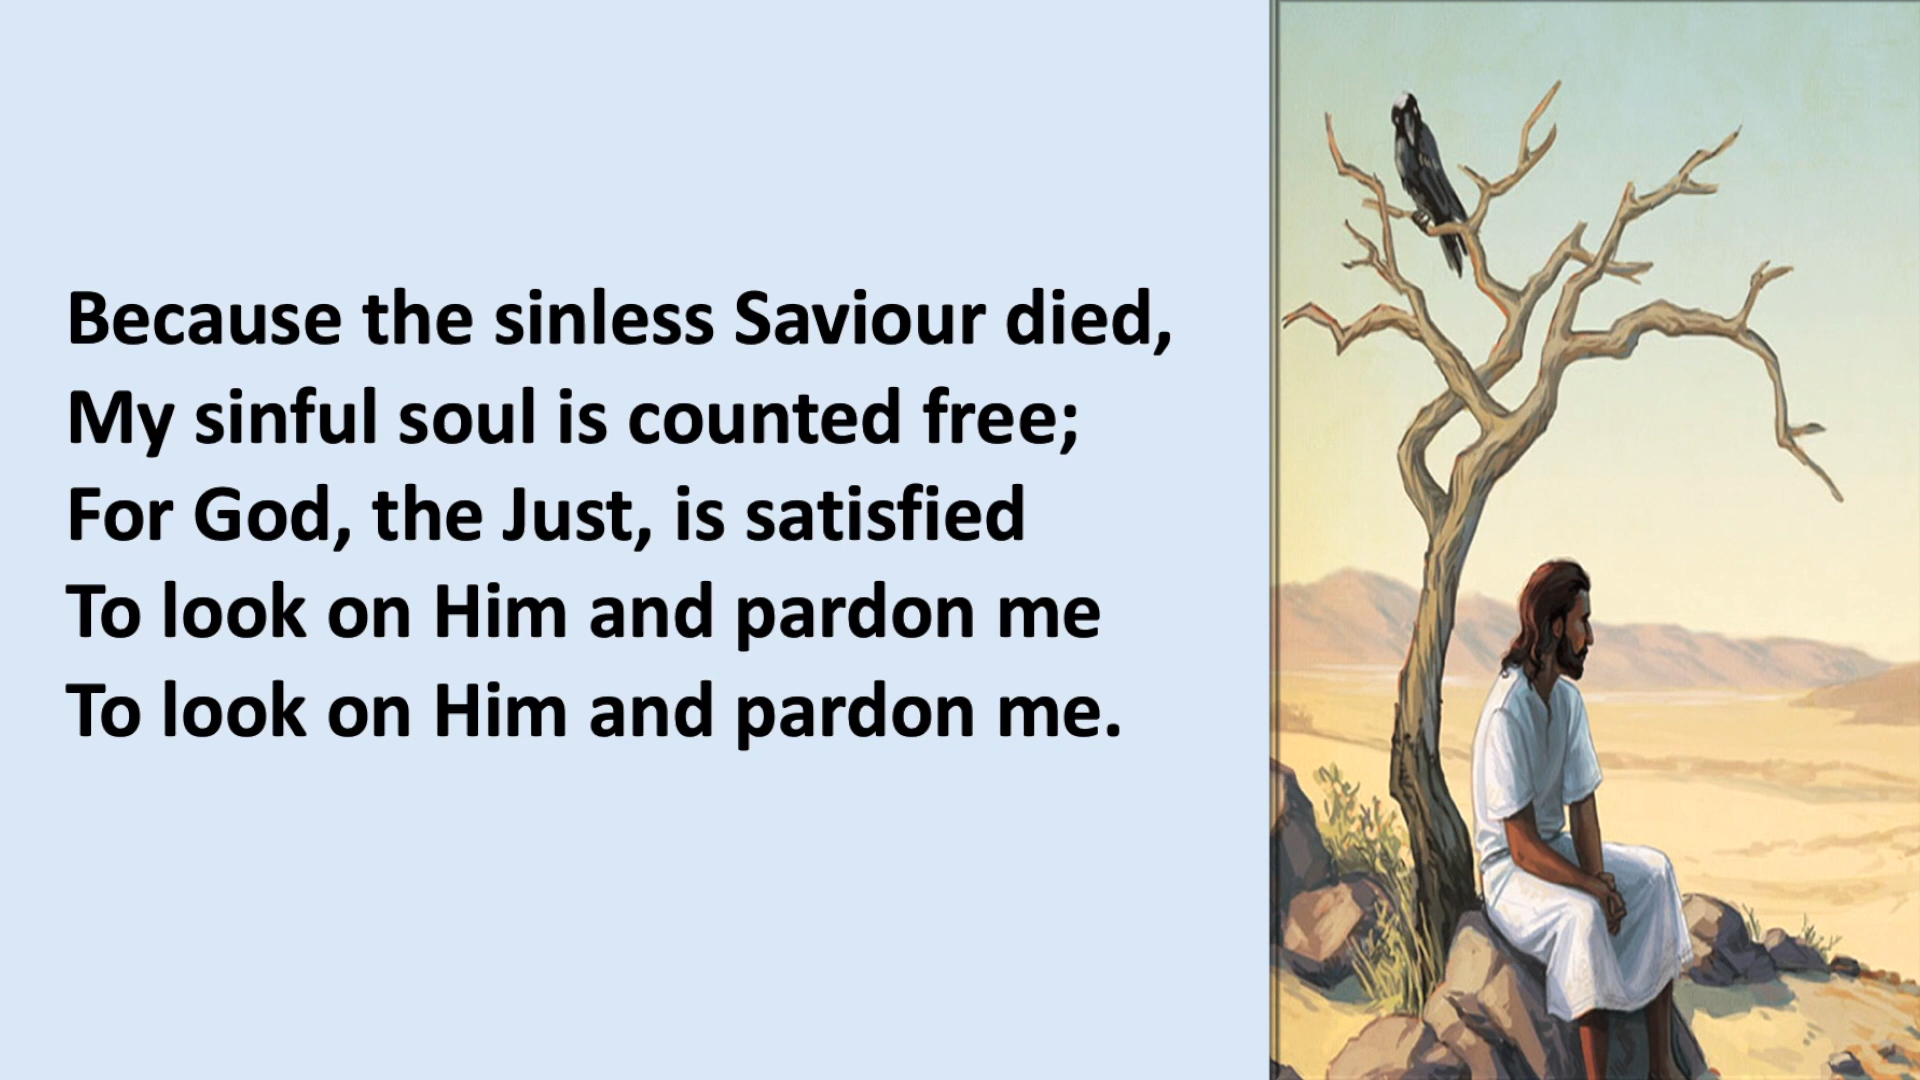 Because the sinless Saviour died,
My sinful soul is counted free;
For God, the Just, is satisfied
To look on Him and pardon me
To look on Him and pardon me.